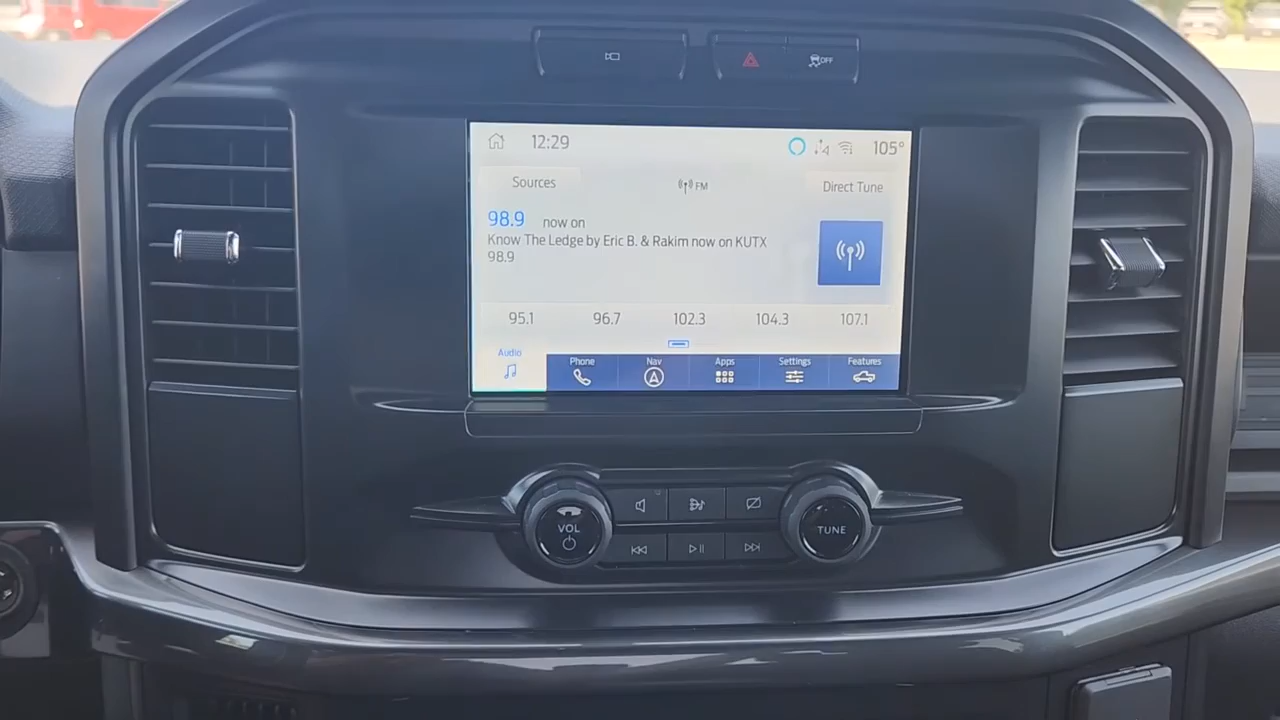 OFF
12:29
105°
Sources
FM
Direct Tune
98.9 now on
Know The Ledge by Eric B. & Rakim now on KUTX
98.9
95.1 96.7 102.3 104.3 107.1
Audio Phone Nav Apps Settings Features
VOL
TUNE